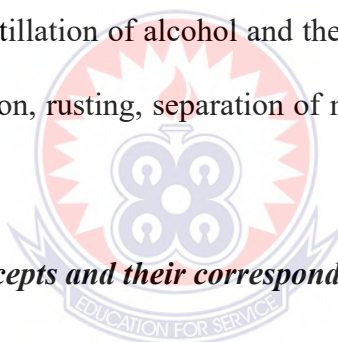 tillation of alcohol and the
on, rusting, separation of
cepts and their correspond
EDUCATION FOR SERVICE